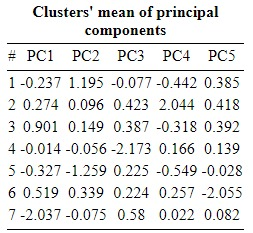 Clusters' mean of principal
components
# PC1 PC2 PC3 PC4 PC5
1 -0.237 1.195 -0.077 -0.442 0.385
2 0.274 0.096 0.423 2.044 0.418
3 0.901 0.149 0.387 -0.318 0.392
4 -0.014 -0.056 -2.173 0.166 0.139
5 -0.327 -1.259 0.225 -0.549 -0.028
6 0.519 0.339 0.224 0.257 -2.055
7 -2.037 -0.075 0.58 0.022 0.082